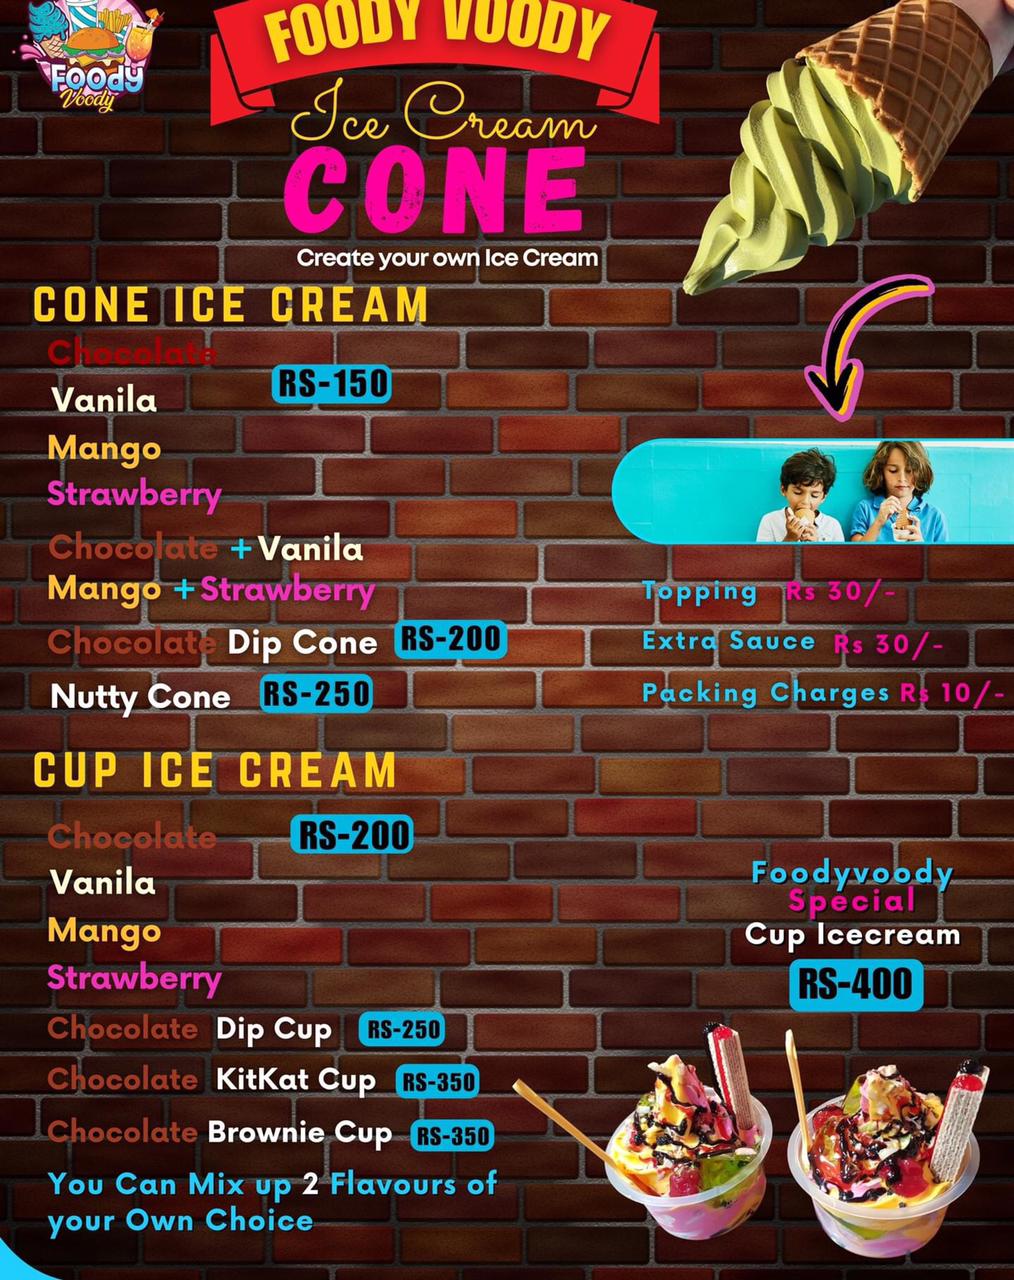 Foody
Voody
FOODY VOODY
Ice Cream
CONE
Create your own Ice Cream
CONE ICE CREAM
Chocolate
RS-150
Vanila
Mango
Strawberry
Chocolate + Vanila
Mango + Strawberry
Chocolate Dip Cone RS-200
Nutty Cone RS-250
Topping Rs 30/-
Extra Sauce Rs 30/-
Packing Charges Rs 10/-
CUP ICE CREAM
Chocolate RS-200
Vanila
Mango
Strawberry
Chocolate Dip Cup RS-250
Chocolate KitKat Cup RS-350
Chocolate Brownie Cup RS-350
You Can Mix up 2 Flavours of
your Own Choice
Foodyvoody
Special
Cup Icecream
RS-400